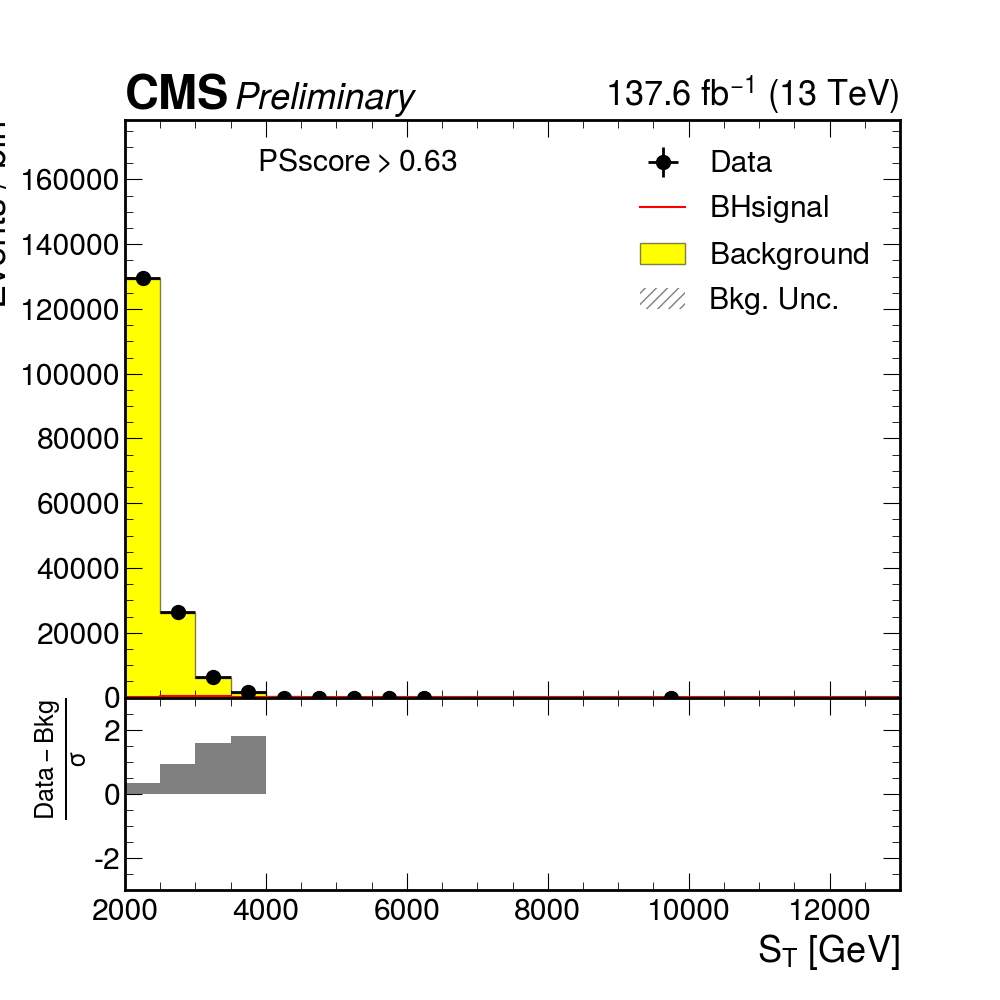 CMS Preliminary 137.6 fb⁻¹ (13 TeV)
PSscore > 0.63
Data
BHsignal
Background
Bkg. Unc.
160000
140000
120000
100000
80000
60000
40000
20000
0
Data – Bkg
σ
2
0
-2
2000 4000 6000 8000 10000 12000
S_T [GeV]